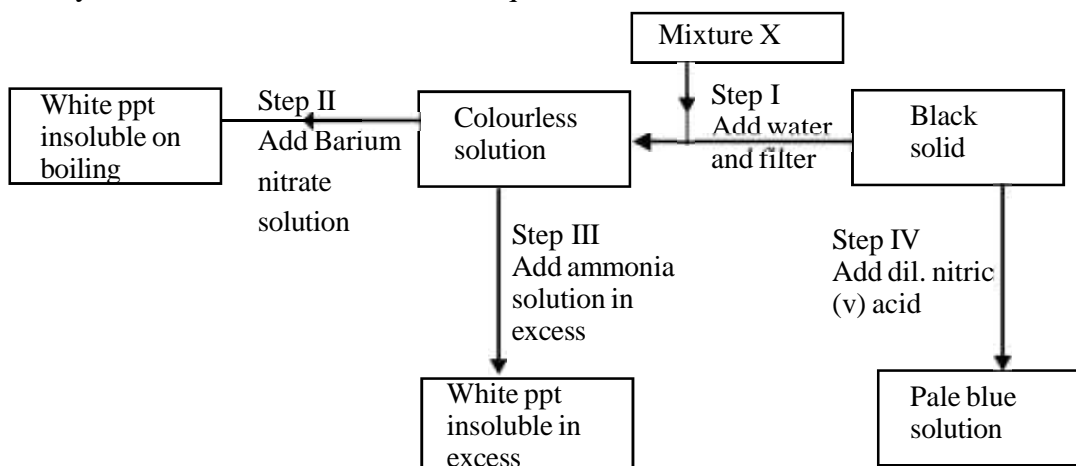 Mixture X
White ppt
insoluble on
boiling
Step II
Add Barium
nitrate
solution
Colourless
solution
Step I
Add water
and filter
Black
solid
Step III
Add ammonia
solution in
excess
Step IV
Add dil. nitric
(v) acid
White ppt
insoluble in
excess
Pale blue
solution